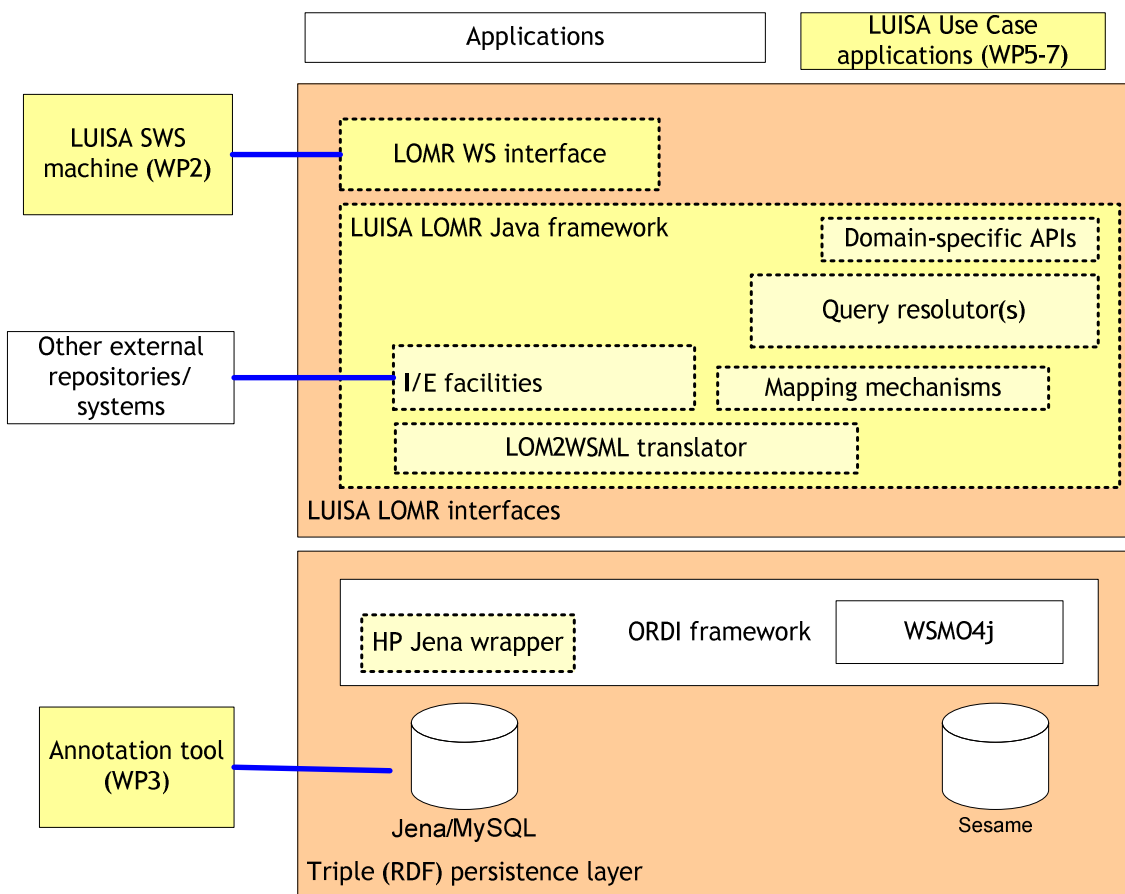 Applications
LUISA Use Case
applications (WP5-7)
LUISA SWS
machine (WP2)
LOMR WS interface
LUISA LOMR Java framework
Domain-specific APIs
Query resolutor(s)
Other external
repositories/
systems
I/E facilities
Mapping mechanisms
LOM2WSML translator
LUISA LOMR interfaces
HP Jena wrapper
ORDI framework
WSMO4j
Annotation tool
(WP3)
Jena/MySQL
Sesame
Triple (RDF) persistence layer